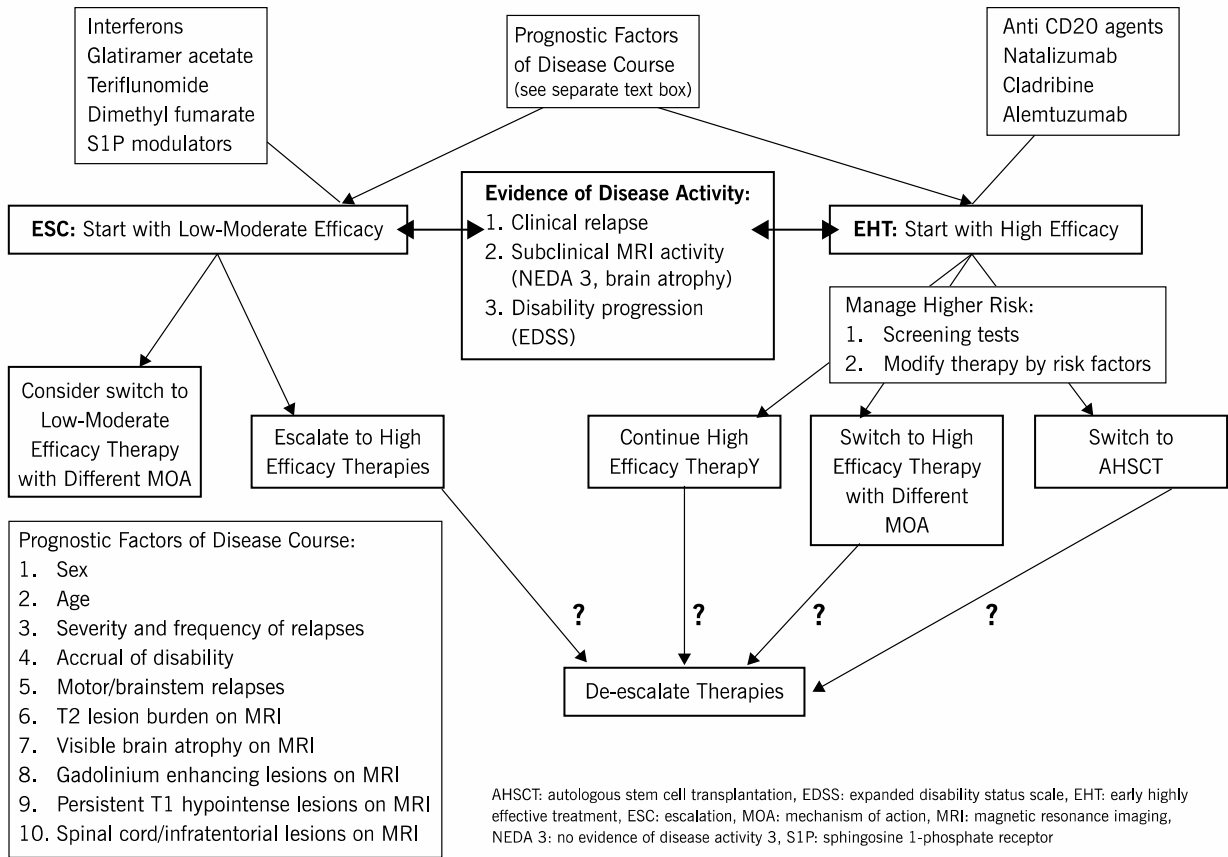 Interferons
Glatiramer acetate
Teriflunomide
Dimethyl fumarate
S1P modulators
Prognostic Factors
of Disease Course
(see separate text box)
Anti CD20 agents
Natalizumab
Cladribine
Alemtuzumab
ESC: Start with Low-Moderate Efficacy
Evidence of Disease Activity:
1. Clinical relapse
2. Subclinical MRI activity
(NEDA 3, brain atrophy)
3. Disability progression
(EDSS)
EHT: Start with High Efficacy
Manage Higher Risk:
1. Screening tests
2. Modify therapy by risk factors
Consider switch to
Low-Moderate
Efficacy Therapy
with Different MOA
Escalate to High
Efficacy Therapies
Continue High
Efficacy TherapY
Switch to High
Efficacy Therapy
with Different
MOA
Switch to
AHSCT
? ? ? ?
De-escalate Therapies
Prognostic Factors of Disease Course:
1. Sex
2. Age
3. Severity and frequency of relapses
4. Accrual of disability
5. Motor/brainstem relapses
6. T2 lesion burden on MRI
7. Visible brain atrophy on MRI
8. Gadolinium enhancing lesions on MRI
9. Persistent T1 hypointense lesions on MRI
10. Spinal cord/infratentorial lesions on MRI
AHSCT: autologous stem cell transplantation, EDSS: expanded disability status scale, EHT: early highly
effective treatment, ESC: escalation, MOA: mechanism of action, MRI: magnetic resonance imaging,
NEDA 3: no evidence of disease activity 3, S1P: sphingosine 1-phosphate receptor